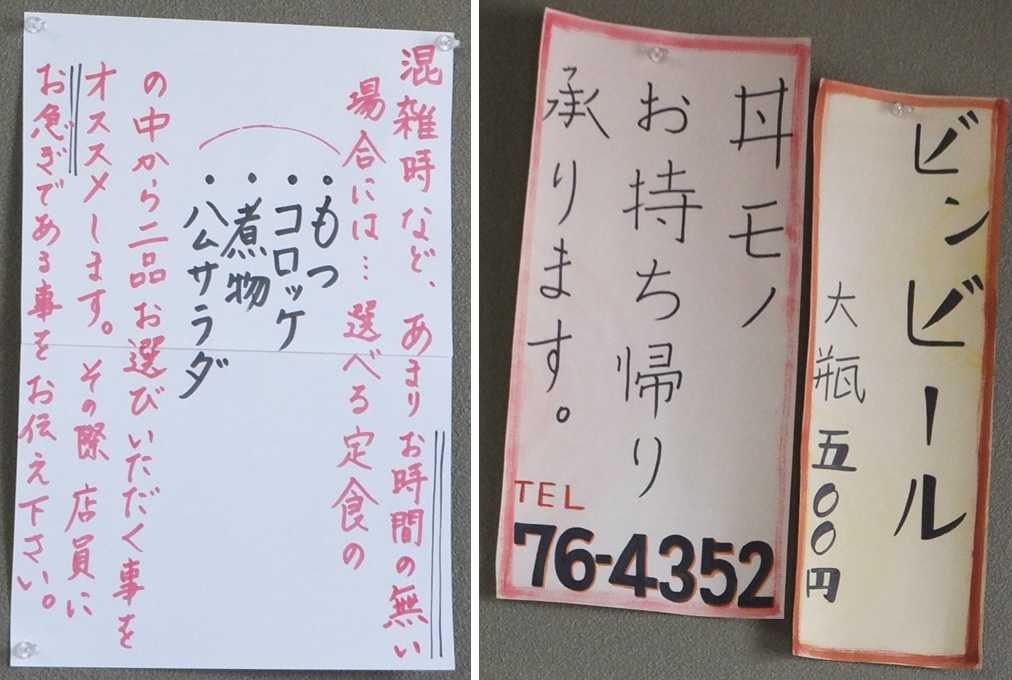 混雑時など、あまりお時間の無い
場合には…選べる定食の
・もつ
・コロッケ
・煮物
・ハムサラダ
の中から二品お選びいただく事を
オススメします。その際 店員に
お急ぎである事をお伝え下さい。
丼モノ
お持ち帰り
承ります。
TEL
76-4352
ビンビール
大瓶 五〇〇円